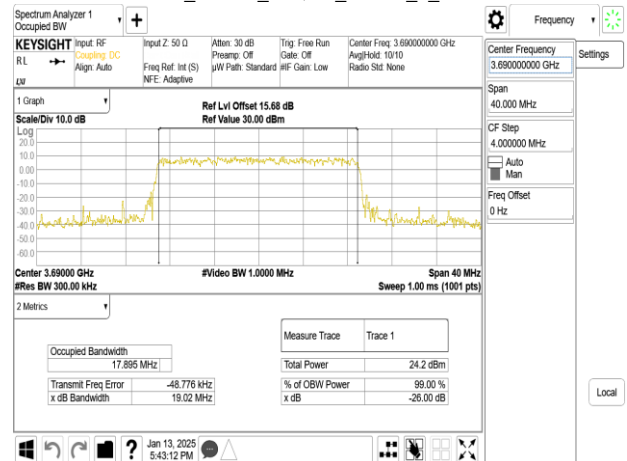 Spectrum Analyzer 1
Occupied BW
Frequency
KEYSIGHT
Input: RF
Coupling: DC
Align: Auto
Input Z: 50 Ω
Freq Ref: Int (S)
NFE: Adaptive
Atten: 30 dB
Preamp: Off
µW Path: Standard
Trig: Free Run
Gate: Off
#IF Gain: Low
Center Freq: 3.690000000 GHz
Avg|Hold: 10/10
Radio Std: None
RL
Center Frequency
3.690000000 GHz
Settings
Span
40.000 MHz
CF Step
4.000000 MHz
Auto
Man
Freq Offset
0 Hz
1 Graph
Scale/Div 10.0 dB
Ref Lvl Offset 15.68 dB
Ref Value 30.00 dBm
Log
20.0
10.0
0.00
-10.0
-20.0
-30.0
-40.0
-50.0
-60.0
Center 3.69000 GHz
#Res BW 300.00 kHz
#Video BW 1.0000 MHz
Span 40 MHz
Sweep 1.00 ms (1001 pts)
2 Metrics
Measure Trace Trace 1
Occupied Bandwidth
17.895 MHz
Total Power 24.2 dBm
Transmit Freq Error -48.776 kHz
% of OBW Power 99.00 %
x dB Bandwidth 19.02 MHz
x dB -26.00 dB
Local
Jan 13, 2025
5:43:12 PM